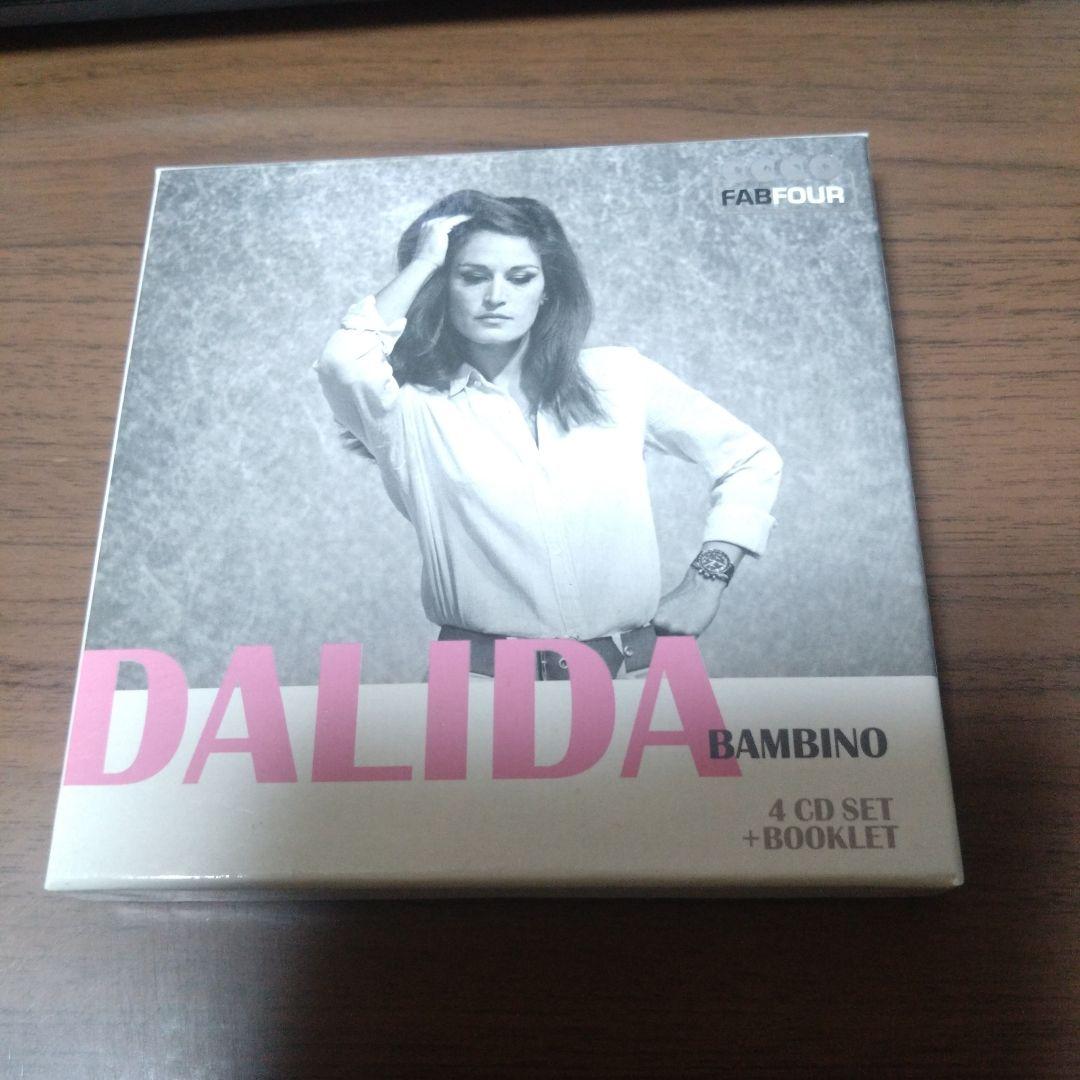 FABFOUR
DALIDA
BAMBINO
4 CD SET
+BOOKLET